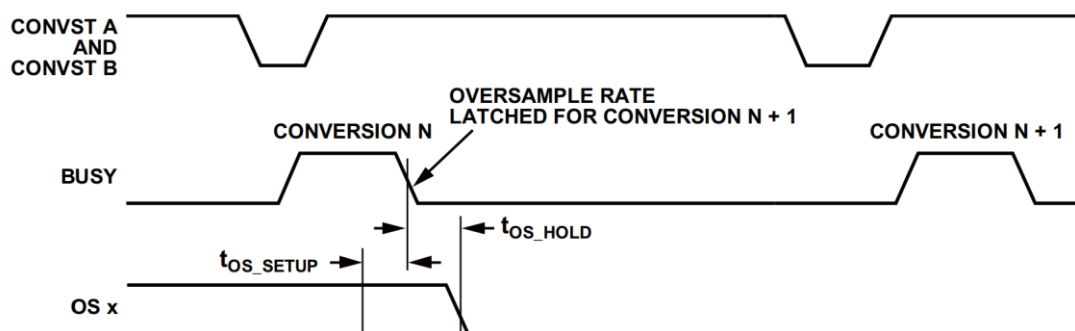 CONVST A
AND
CONVST B
OVERSAMPLE RATE
LATCHED FOR CONVERSION N + 1
CONVERSION N
CONVERSION N + 1
BUSY
tOS_HOLD
tOS_SETUP
OS x